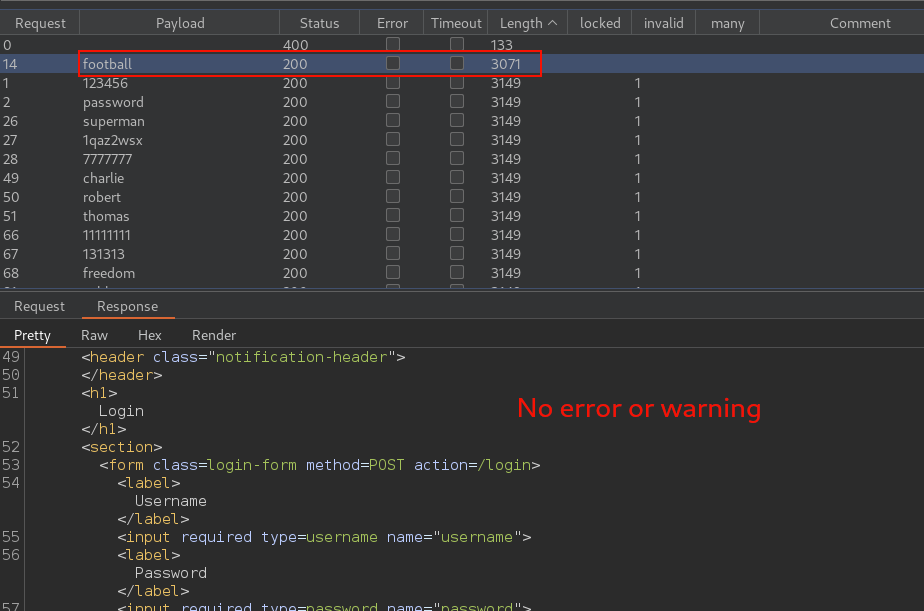 Request Payload Status Error Timeout Length locked invalid many Comment
0 400 133
14 football 200 3071
1 123456 200 3149 1
2 password 200 3149 1
26 superman 200 3149 1
27 1qaz2wsx 200 3149 1
28 7777777 200 3149 1
49 charlie 200 3149 1
50 robert 200 3149 1
51 thomas 200 3149 1
66 11111111 200 3149 1
67 131313 200 3149 1
68 freedom 200 3149 1
Request Response
Pretty Raw Hex Render
49 <header class="notification-header">
50 </header>
51 <h1>
Login
</h1>
No error or warning
52 <section>
53 <form class=login-form method=POST action=/login>
54 <label>
Username
</label>
55 <input required type=username name="username">
56 <label>
Password
</label>
57 <input required type=password name="password">